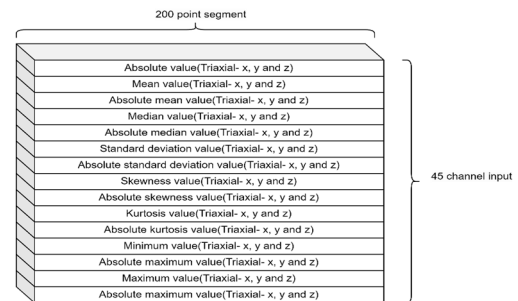 200 point segment
Absolute value(Triaxial- x, y and z)
Mean value(Triaxial- x, y and z)
Absolute mean value(Triaxial- x, y and z)
Median value(Triaxial- x, y and z)
Absolute median value(Triaxial- x, y and z)
Standard deviation value(Triaxial- x, y and z)
Absolute standard deviation value(Triaxial- x, y and z)
Skewness value(Triaxial- x, y and z)
Absolute skewness value(Triaxial- x, y and z)
Kurtosis value(Triaxial- x, y and z)
Absolute kurtosis value(Triaxial- x, y and z)
Minimum value(Triaxial- x, y and z)
Absolute maximum value(Triaxial- x, y and z)
Maximum value(Triaxial- x, y and z)
Absolute maximum value(Triaxial- x, y and z)
45 channel input